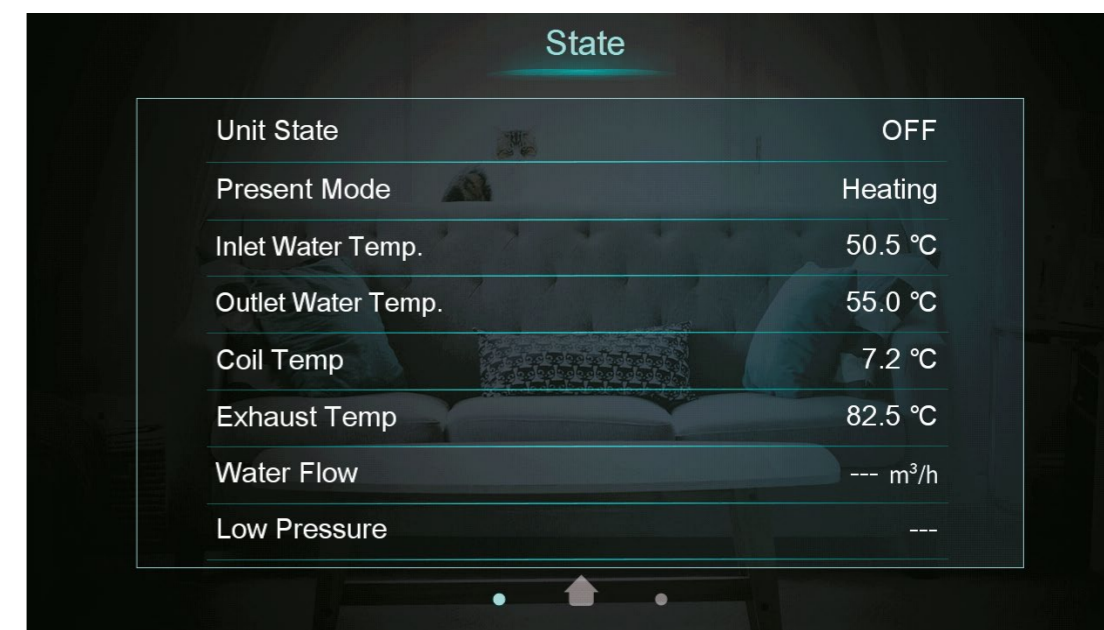 State
Unit State OFF
Present Mode Heating
Inlet Water Temp. 50.5 ℃
Outlet Water Temp. 55.0 ℃
Coil Temp 7.2 ℃
Exhaust Temp 82.5 ℃
Water Flow --- m³/h
Low Pressure ---